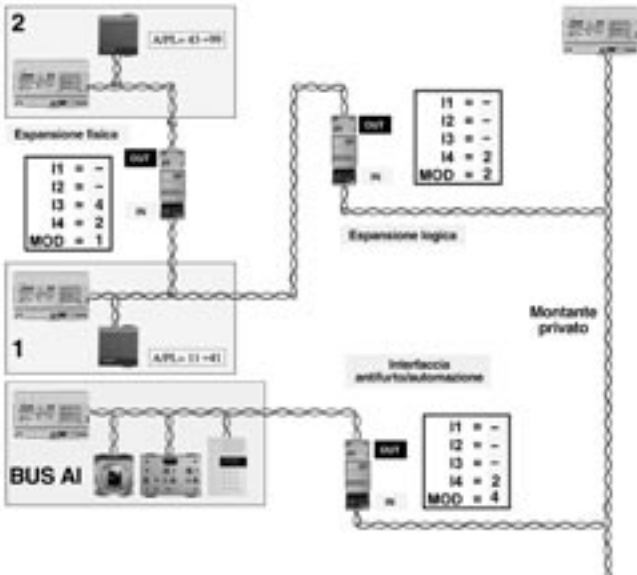 2
A/PL= 43÷99
Espansione fisica
OUT
I1 = –
I2 = –
I3 = 4
I4 = 2
MOD = 1
IN
OUT
I1 = –
I2 = –
I3 = –
I4 = 2
MOD = 2
IN
Espansione logica
1
A/PL= 11÷41
Montante
privato
Interfaccia
antifurto/automazione
BUS AI
OUT
I1 = –
I2 = –
I3 = –
I4 = 2
MOD = 4
IN